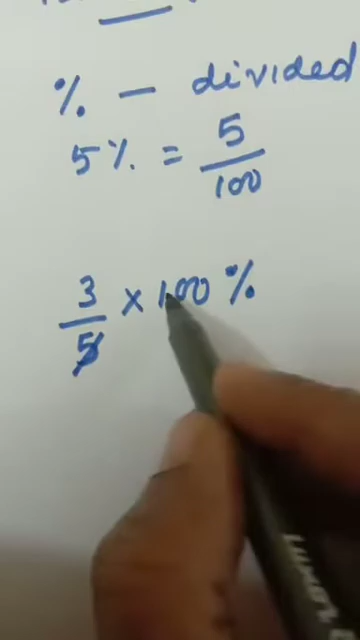 % - divided
5% = 5/100
3/5 × 100 %